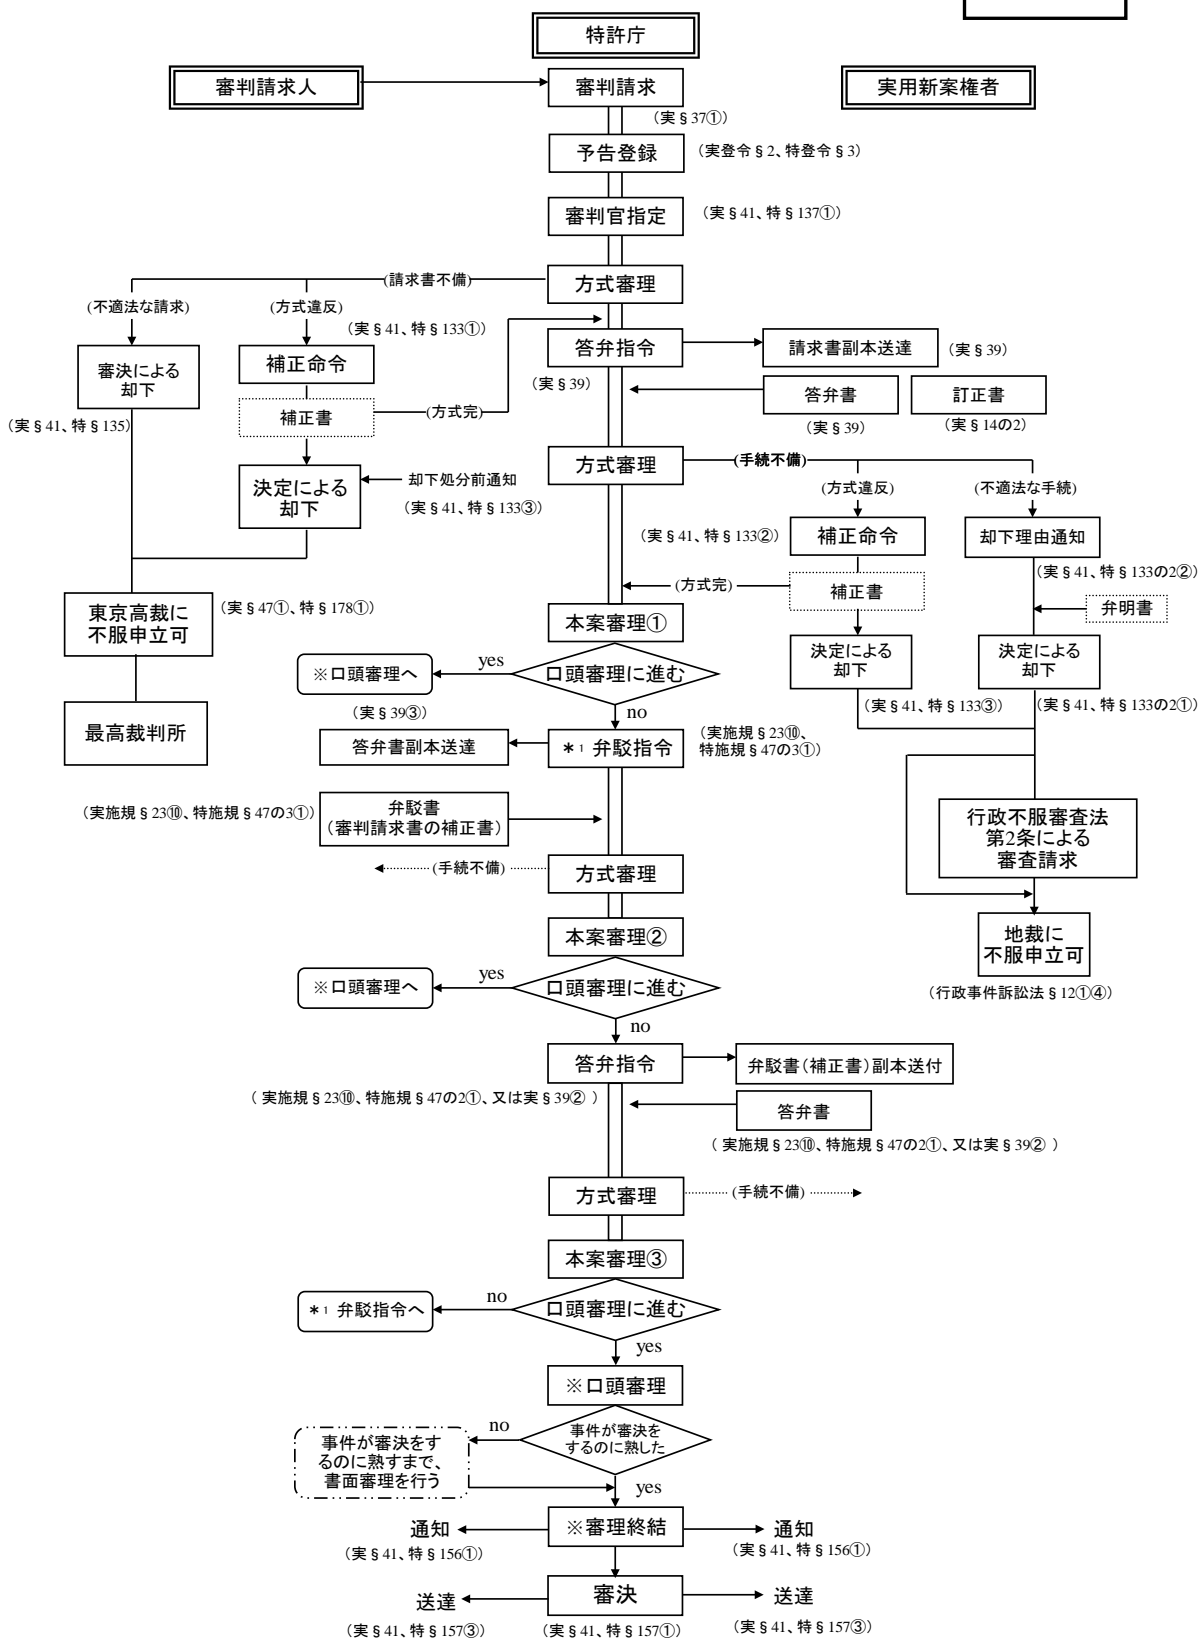 特許庁
審判請求人
審判請求
実用新案権者
（実§37①）
予告登録
（実登令§2、特登令§3）
審判官指定
（実§41、特§137①）
方式審理
(請求書不備)
(不適法な請求)
(方式違反)
（実§41、特§133①）
審決による
却下
補正命令
答弁指令
請求書副本送達
（実§39）
（実§39）
補正書
(方式完)
答弁書
訂正書
（実§39）
（実§14の2）
（実§41、特§135）
方式審理
(手続不備)
決定による
却下
却下処分前通知
（実§41、特§133③）
(方式違反)
(不適法な手続)
（実§41、特§133②）
補正命令
却下理由通知
（実§41、特§133の2②）
(方式完)
補正書
弁明書
東京高裁に
不服申立可
（実§47①、特§178①）
本案審理①
決定による
却下
決定による
却下
※口頭審理へ
yes
口頭審理に進む
no
（実§39③）
（実§41、特§133③）
（実§41、特§133の2①）
最高裁判所
答弁書副本送達
＊1 弁駁指令
（実施規§23⑩、
特施規§47の3①）
（実施規§23⑩、特施規§47の3①）
弁駁書
（審判請求書の補正書）
行政不服審査法
第2条による
審査請求
(手続不備)
方式審理
本案審理②
地裁に
不服申立可
（行政事件訴訟法§12①④）
※口頭審理へ
yes
口頭審理に進む
no
答弁指令
弁駁書（補正書）副本送付
（ 実施規§23⑩、特施規§47の2①、又は実§39② ）
答弁書
（ 実施規§23⑩、特施規§47の2①、又は実§39② ）
方式審理
(手続不備)
本案審理③
＊1 弁駁指令へ
no
口頭審理に進む
yes
※口頭審理
no
事件が審決を
するのに熟した
事件が審決をす
るのに熟すまで、
書面審理を行う
yes
通知
※審理終結
通知
（実§41、特§156①）
（実§41、特§156①）
送達
審決
送達
（実§41、特§157③）
（実§41、特§157①）
（実§41、特§157③）